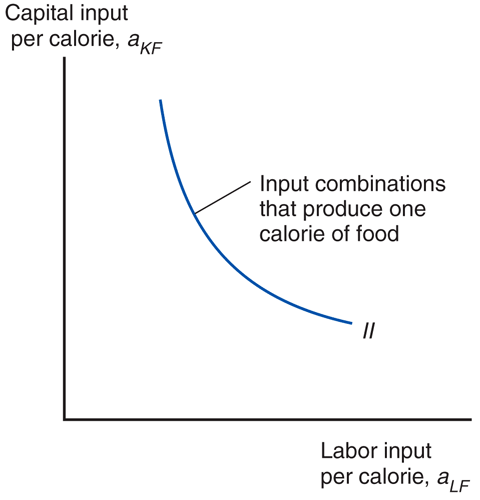 Capital input
per calorie, aKF
Input combinations
that produce one
calorie of food
II
Labor input
per calorie, aLF